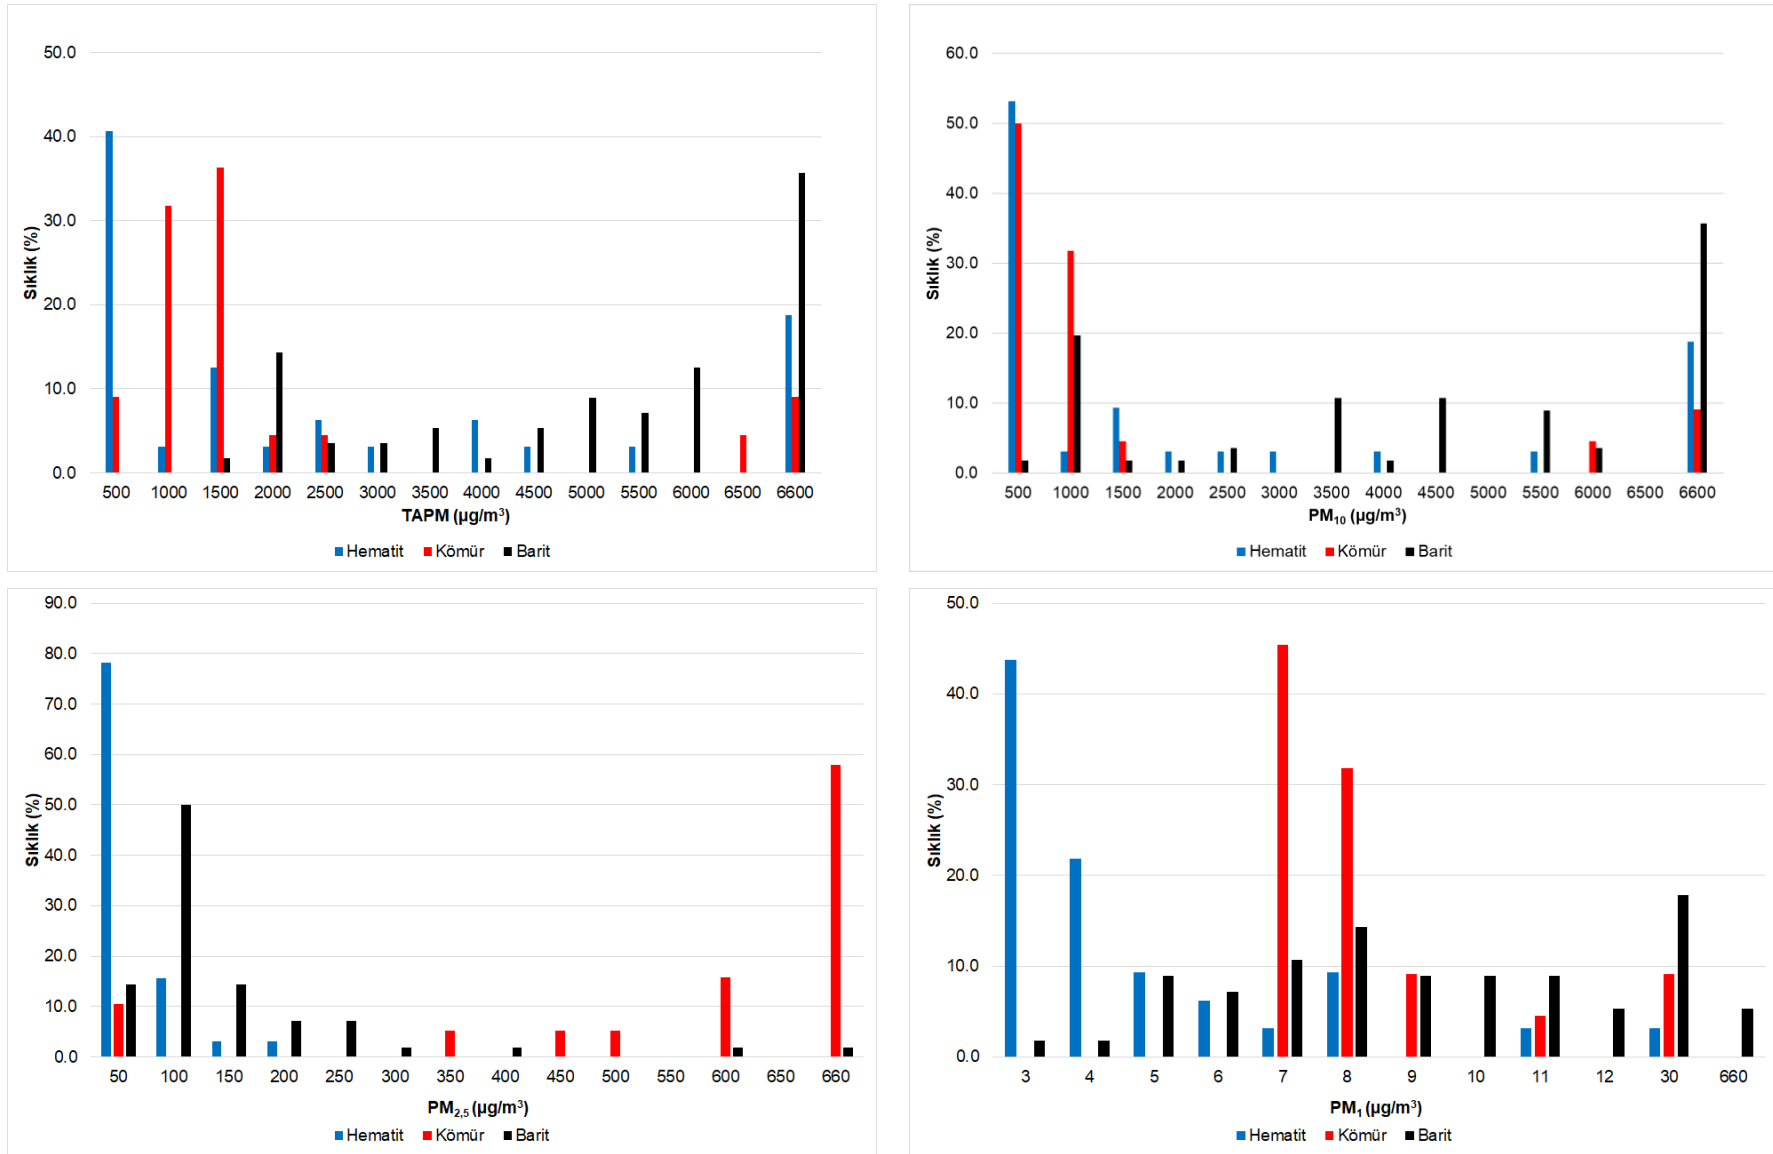 50.0
40.0
30.0
20.0
10.0
0.0
Sıklık (%)
500 1000 1500 2000 2500 3000 3500 4000 4500 5000 5500 6000 6500 6600
TAPM (µg/m³)
Hematit Kömür Barit
60.0
50.0
40.0
30.0
20.0
10.0
0.0
Sıklık (%)
500 1000 1500 2000 2500 3000 3500 4000 4500 5000 5500 6000 6500 6600
PM₁₀ (µg/m³)
Hematit Kömür Barit
90.0
80.0
70.0
60.0
50.0
40.0
30.0
20.0
10.0
0.0
Sıklık (%)
50 100 150 200 250 300 350 400 450 500 550 600 650 660
PM₂,₅ (µg/m³)
Hematit Kömür Barit
50.0
40.0
30.0
20.0
10.0
0.0
Sıklık (%)
3 4 5 6 7 8 9 10 11 12 30 660
PM₁ (µg/m³)
Hematit Kömür Barit